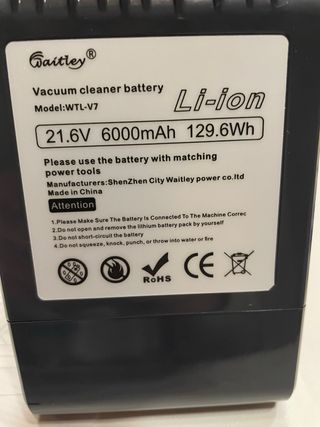 Waitley®
Vacuum cleaner battery
Model:WTL-V7
Li-ion
21.6V 6000mAh 129.6Wh
Please use the battery with matching
power tools
Manufacturers:ShenZhen City Waitley power co.ltd
Made in China
Attention
1.Please Make Sure The Battery Is Connected To The Machine Correc
2.Do not open and remove the lithium battery pack by yourself
3.Do not short-circuit the battery
4.Do not squeeze, knock, punch, or throw into water or fire
RoHS
CE